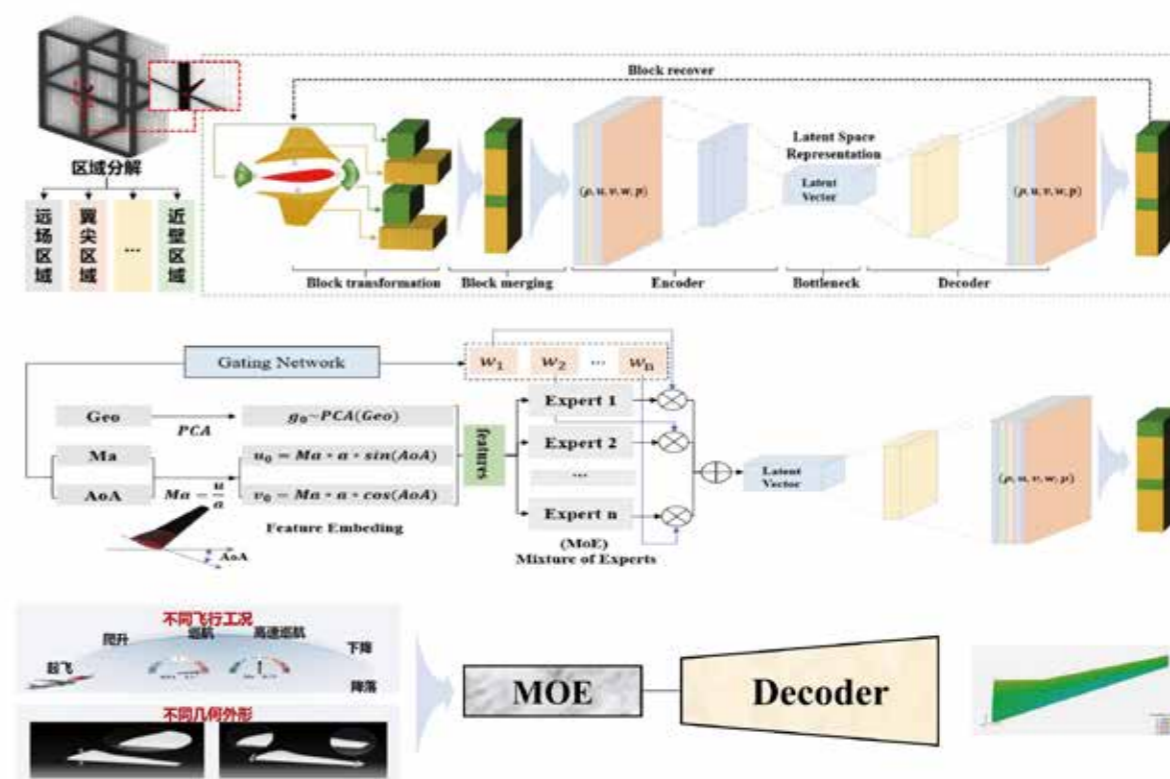 Block recover
区域分解
远场区域
翼尖区域
...
近壁区域
(ρ, u, v, w, p)
Latent Space
Representation
Latent
Vector
(ρ, u, v, w, p)
Block transformation
Block merging
Encoder
Bottleneck
Decoder
Gating Network
w₁
w₂
...
wₙ
Geo
PCA
g₀~PCA(Geo)
Ma
u₀ = Ma * a * sin(AoA)
AoA
Ma = u/a
v₀ = Ma * a * cos(AoA)
Feature Embeding
AoA
features
Expert 1
Expert 2
...
Expert n
(MoE)
Mixture of Experts
Latent
Vector
(ρ, u, v, w, p)
不同飞行工况
起飞
爬升
巡航
高速巡航
下降
降落
不同几何外形
MOE
Decoder